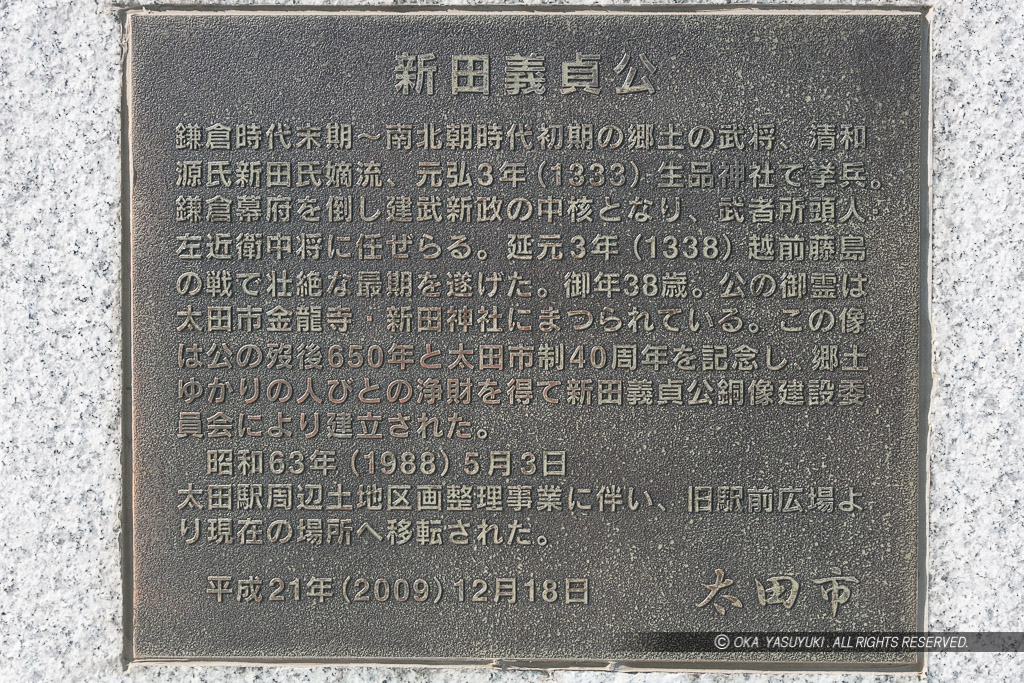 新田義貞公
鎌倉時代末期～南北朝時代初期の郷土の武将、清和
源氏新田氏嫡流、元弘3年(1333)生品神社て挙兵。
鎌倉幕府を倒し建武新政の中核となり、武者所頭人
左近衛中将に任ぜらる。延元3年(1338)越前藤島
の戦て壮絶な最期を遂げた。御年38歳。公の御霊は
太田市金龍寺・新田神社にまつられている。この像
は公の歿後650年と太田市制40周年を記念し、郷土
ゆかりの人びとの浄財を得て新田義貞公銅像建設委
員会により建立された。
昭和63年(1988)5月3日
太田駅周辺土地区画整理事業に伴い、旧駅前広場よ
り現在の場所へ移転された。
平成21年(2009)12月18日
太田市
© OKA YASUYUKI. ALL RIGHTS RESERVED.